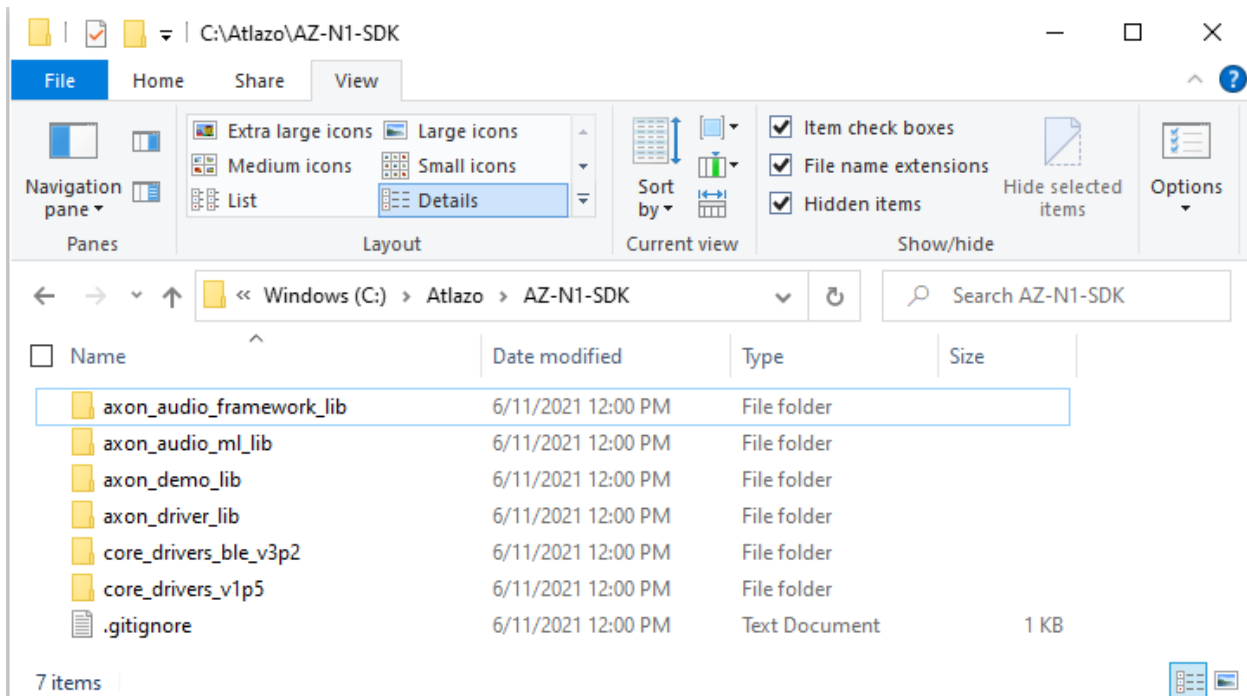 C:\Atlazo\AZ-N1-SDK
File Home Share View
Extra large icons Large icons
Medium icons Small icons
List Details
Navigation pane
Panes
Layout
Sort by
Current view
Item check boxes
File name extensions
Hidden items
Hide selected items
Show/hide
Options
« Windows (C:) > Atlazo > AZ-N1-SDK
Search AZ-N1-SDK
Name Date modified Type Size
axon_audio_framework_lib 6/11/2021 12:00 PM File folder
axon_audio_ml_lib 6/11/2021 12:00 PM File folder
axon_demo_lib 6/11/2021 12:00 PM File folder
axon_driver_lib 6/11/2021 12:00 PM File folder
core_drivers_ble_v3p2 6/11/2021 12:00 PM File folder
core_drivers_v1p5 6/11/2021 12:00 PM File folder
.gitignore 6/11/2021 12:00 PM Text Document 1 KB
7 items